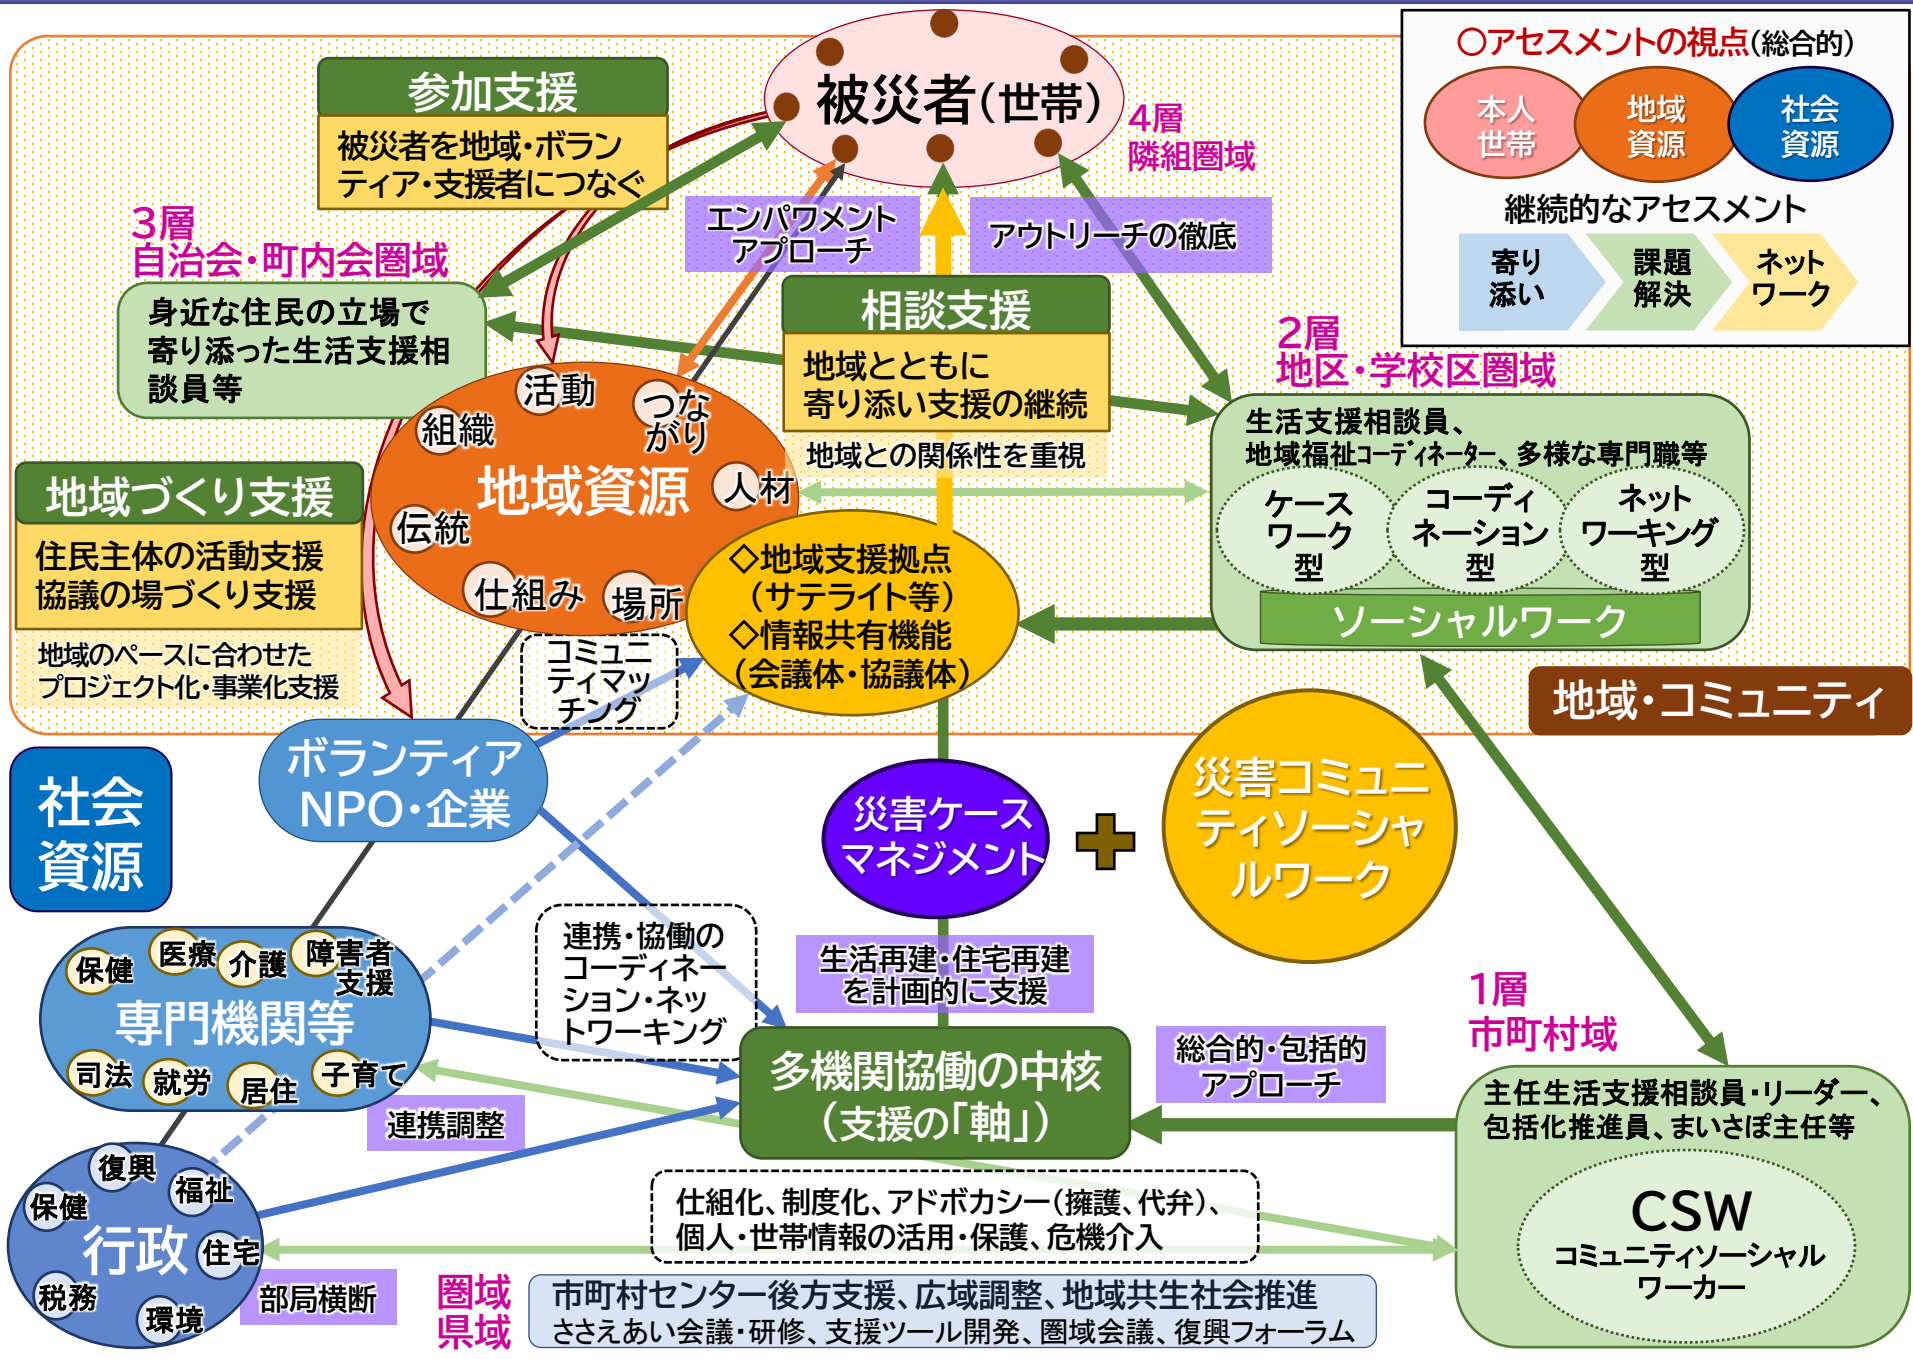 被災者(世帯)
参加支援
被災者を地域・ボラン
ティア・支援者につなぐ
4層
隣組圏域
○アセスメントの視点(総合的)
本人
世帯
地域
資源
社会
資源
継続的なアセスメント
寄り
添い
課題
解決
ネット
ワーク
3層
自治会・町内会圏域
身近な住民の立場で
寄り添った生活支援相
談員等
エンパワメント
アプローチ
アウトリーチの徹底
相談支援
地域とともに
寄り添い支援の継続
地域との関係性を重視
2層
地区・学校区圏域
生活支援相談員、
地域福祉コーディネーター、多様な専門職等
ケース
ワーク
型
コーディ
ネーション
型
ネット
ワーキング
型
ソーシャルワーク
地域資源
活動
つな
がり
組織
人材
伝統
仕組み
場所
地域づくり支援
住民主体の活動支援
協議の場づくり支援
地域のペースに合わせた
プロジェクト化・事業化支援
◇地域支援拠点
(サテライト等)
◇情報共有機能
(会議体・協議体)
コミュニ
ティマッ
チング
地域・コミュニティ
社会
資源
ボランティア
NPO・企業
災害ケース
マネジメント
災害コミュニ
ティソーシャ
ルワーク
連携・協働の
コーディネー
ション・ネッ
トワーキング
生活再建・住宅再建
を計画的に支援
1層
市町村域
専門機関等
保健
医療
介護
障害者
支援
司法
就労
居住
子育て
連携調整
多機関協働の中核
(支援の「軸」)
総合的・包括的
アプローチ
主任生活支援相談員・リーダー、
包括化推進員、まいさぽ主任等
CSW
コミュニティソーシャル
ワーカー
行政
復興
保健
福祉
住宅
税務
環境
部局横断
仕組化、制度化、アドボカシー(擁護、代弁)、
個人・世帯情報の活用・保護、危機介入
圏域
県域
市町村センター後方支援、広域調整、地域共生社会推進
ささえあい会議・研修、支援ツール開発、圏域会議、復興フォーラム